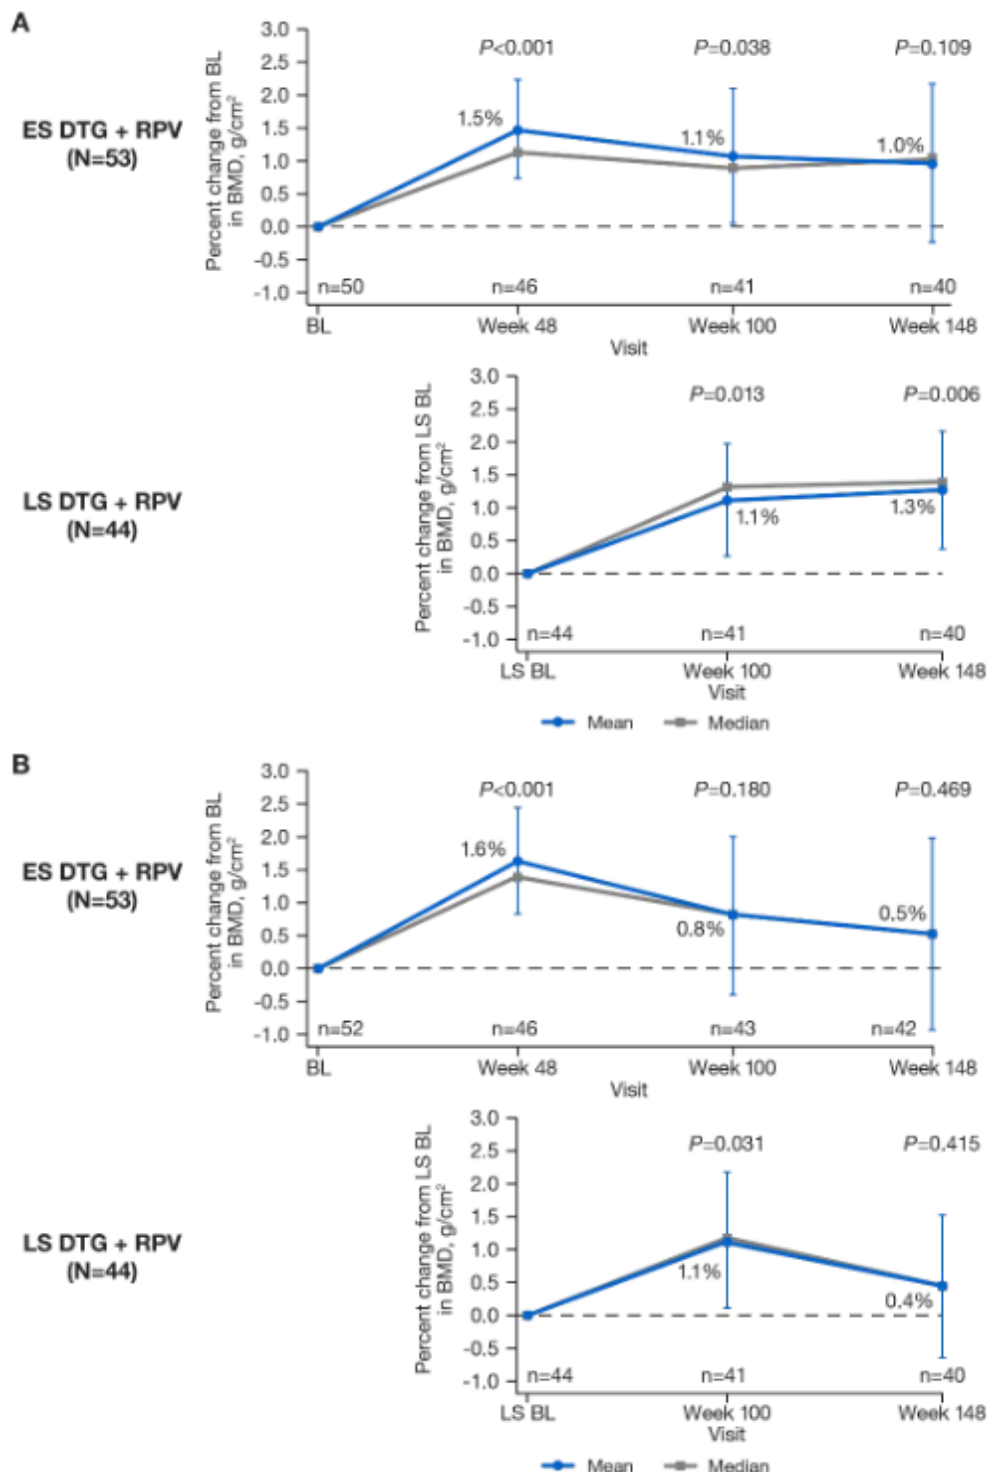 A
ES DTG + RPV
(N=53)
Percent change from BL
in BMD, g/cm²
3.0
2.5
2.0
1.5
1.0
0.5
0.0
-0.5
-1.0
P<0.001
P=0.038
P=0.109
1.5%
1.1%
1.0%
n=50
n=46
n=41
n=40
BL
Week 48
Week 100
Week 148
Visit
LS DTG + RPV
(N=44)
Percent change from LS BL
in BMD, g/cm²
3.0
2.5
2.0
1.5
1.0
0.5
0.0
-0.5
-1.0
P=0.013
P=0.006
1.1%
1.3%
n=44
n=41
n=40
LS BL
Week 100
Week 148
Visit
Mean
Median
B
ES DTG + RPV
(N=53)
Percent change from BL
in BMD, g/cm²
3.0
2.5
2.0
1.5
1.0
0.5
0.0
-0.5
-1.0
P<0.001
P=0.180
P=0.469
1.6%
0.8%
0.5%
n=52
n=46
n=43
n=42
BL
Week 48
Week 100
Week 148
Visit
LS DTG + RPV
(N=44)
Percent change from LS BL
in BMD, g/cm²
3.0
2.5
2.0
1.5
1.0
0.5
0.0
-0.5
-1.0
P=0.031
P=0.415
1.1%
0.4%
n=44
n=41
n=40
LS BL
Week 100
Week 148
Visit
Mean
Median